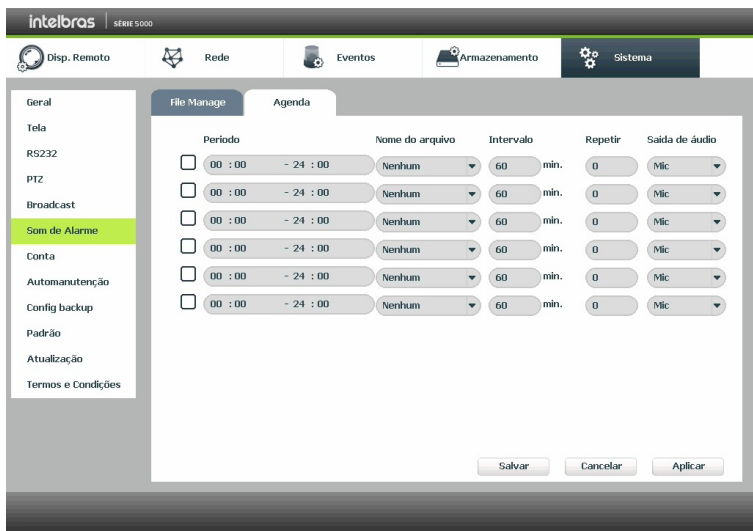 intelbras SÉRIE 5000
Disp. Remoto Rede Eventos Armazenamento Sistema
Geral
Tela
RS232
PTZ
Broadcast
Som de Alarme
Conta
Automanutenção
Config backup
Padrão
Atualização
Termos e Condições
File Manage Agenda
Periodo Nome do arquivo Intervalo Repetir Saida de áudio
00 :00 - 24 :00 Nenhum 60 min. 0 Mic
00 :00 - 24 :00 Nenhum 60 min. 0 Mic
00 :00 - 24 :00 Nenhum 60 min. 0 Mic
00 :00 - 24 :00 Nenhum 60 min. 0 Mic
00 :00 - 24 :00 Nenhum 60 min. 0 Mic
00 :00 - 24 :00 Nenhum 60 min. 0 Mic
Salvar Cancelar Aplicar